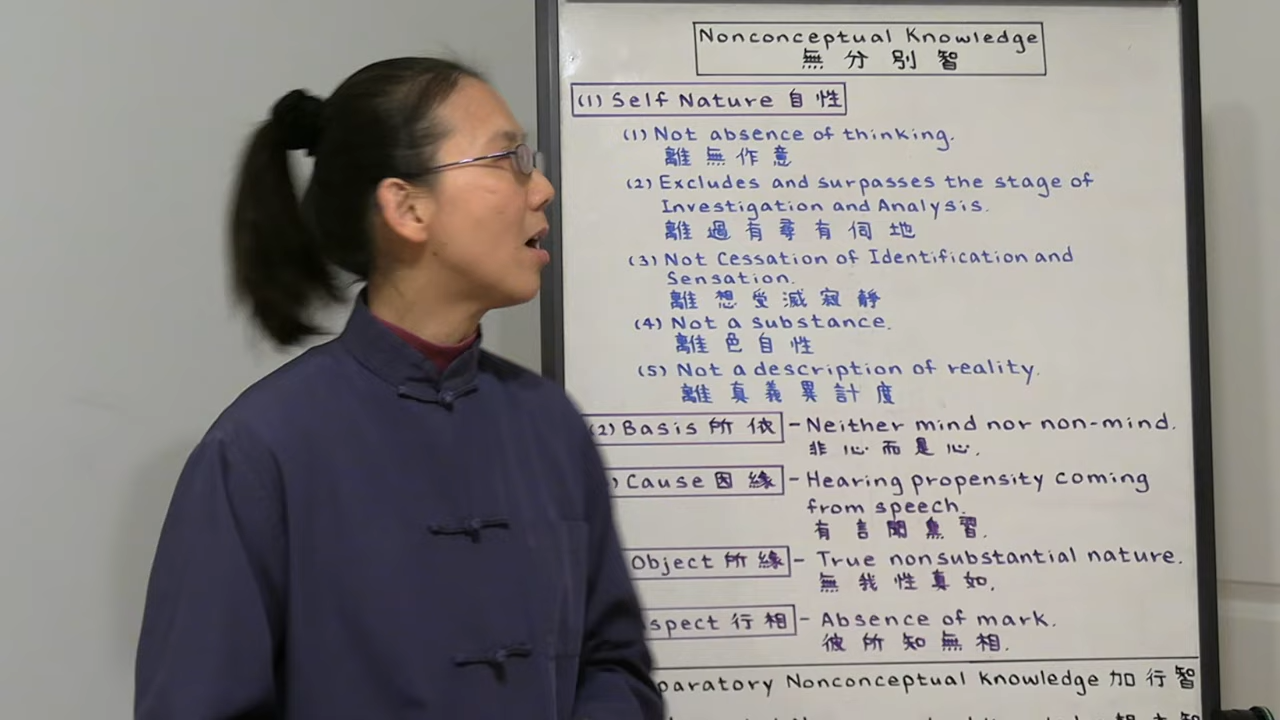 Nonconceptual Knowledge
無分別智
(1) Self Nature 自性
(1) Not absence of thinking.
離無作意
(2) Excludes and surpasses the stage of
Investigation and Analysis.
離過有尋有伺地
(3) Not Cessation of Identification and
Sensation.
離想受滅寂靜
(4) Not a substance.
離色自性
(5) Not a description of reality.
離真義異計度
(2) Basis 所依 - Neither mind nor non-mind.
非心而是心.
) Cause 因緣 - Hearing propensity coming
from speech.
有言聞熏習.
Object 所緣 - True nonsubstantial nature.
無我性真如.
spect 行相 - Absence of mark.
彼所知無相.
paratory Nonconceptual Knowledge 加行智